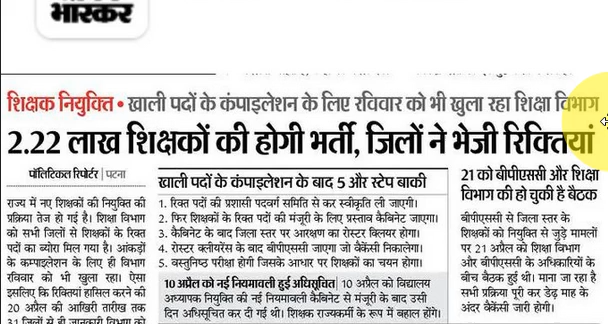 भास्कर
शिक्षक नियुक्ति • खाली पदों के कंपाइलेशन के लिए रविवार को भी खुला रहा शिक्षा विभाग
2.22 लाख शिक्षकों की होगी भर्ती, जिलों ने भेजी रिक्तियां
पॉलिटिकल रिपोर्टर | पटना
राज्य में नए शिक्षकों की नियुक्ति की
प्रक्रिया तेज हो गई है। शिक्षा विभाग
को सभी जिलों से शिक्षकों के रिक्त
पदों का ब्योरा मिल गया है। आंकड़ों
के कम्पाइलेशन के लिए ही विभाग
रविवार को भी खुला रहा। ऐसा
इसलिए कि रिक्तियां हासिल करने की
20 अप्रैल की आखिरी तारीख तक
31 जिलों से ही जानकारी विभाग को
खाली पदों के कंपाइलेशन के बाद 5 और स्टेप बाकी
1. रिक्त पदों की प्रशासी पदवर्ग समिति से कर स्वीकृति ली जाएगी।
2. फिर शिक्षकों के रिक्त पदों की मंजूरी के लिए प्रस्ताव कैबिनेट जाएगा।
3. कैबिनेट के बाद जिला स्तर पर आरक्षण का रोस्टर क्लियर होगा।
4. रोस्टर क्लीयरेंस के बाद बीपीएससी जाएगा जो वैकेंसी निकालेगा।
5. वस्तुनिष्ठ परीक्षा होगी जिसके आधार पर शिक्षकों का चयन होगा।
10 अप्रैल को नई नियमावली हुई अधिसूचित | 10 अप्रैल को विद्यालय
अध्यापक नियुक्ति की नई नियमावली कैबिनेट से मंजूरी के बाद उसी
दिन अधिसूचित कर दी गई थी। शिक्षक राज्यकर्मी के रूप में बहाल होंगे।
21 को बीपीएससी और शिक्षा
विभाग की हो चुकी है बैठक
बीपीएससी से जिला स्तर के
शिक्षकों की नियुक्ति से जुड़े मामलों
पर 21 अप्रैल को शिक्षा विभाग
और बीपीएससी के अधिकारियों के
बीच बैठक हुई थी। माना जा रहा है
सभी प्रक्रिया पूरी कर डेढ़ माह के
अंदर वैकेंसी जारी होगी।